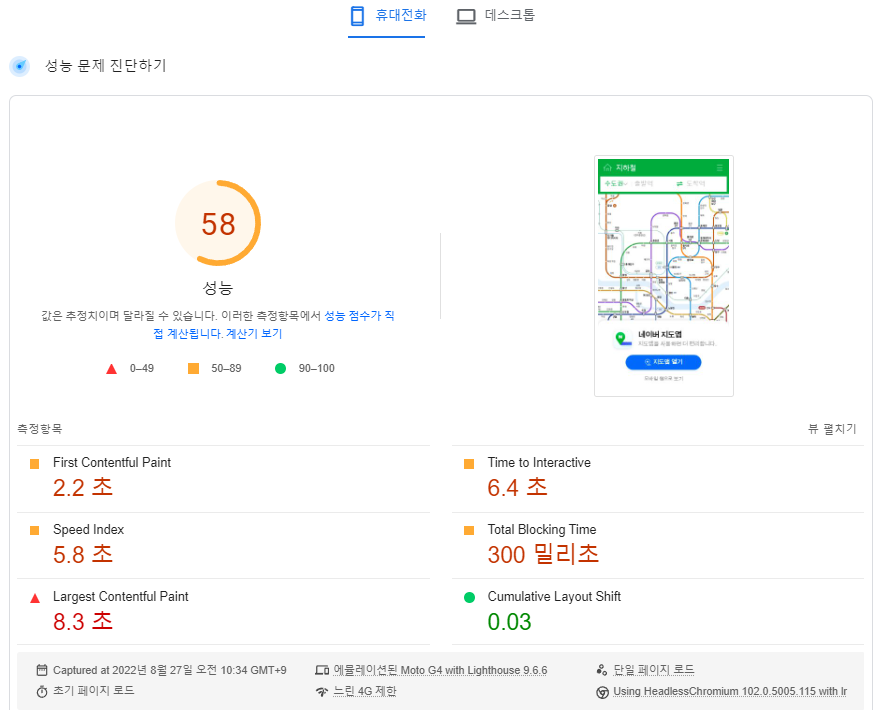 휴대전화 데스크톱
성능 문제 진단하기
58
성능
값은 추정치이며 달라질 수 있습니다. 이러한 측정항목에서 성능 점수가 직
접 계산됩니다. 계산기 보기
0–49 50–89 90–100
지하철
수도권
네이버 지도앱
지도앱 열기
측정항목 뷰 펼치기
First Contentful Paint
2.2 초
Time to Interactive
6.4 초
Speed Index
5.8 초
Total Blocking Time
300 밀리초
Largest Contentful Paint
8.3 초
Cumulative Layout Shift
0.03
Captured at 2022년 8월 27일 오전 10:34 GMT+9
에뮬레이션된 Moto G4 with Lighthouse 9.6.6
단일 페이지 로드
초기 페이지 로드
느린 4G 제한
Using HeadlessChromium 102.0.5005.115 with lr